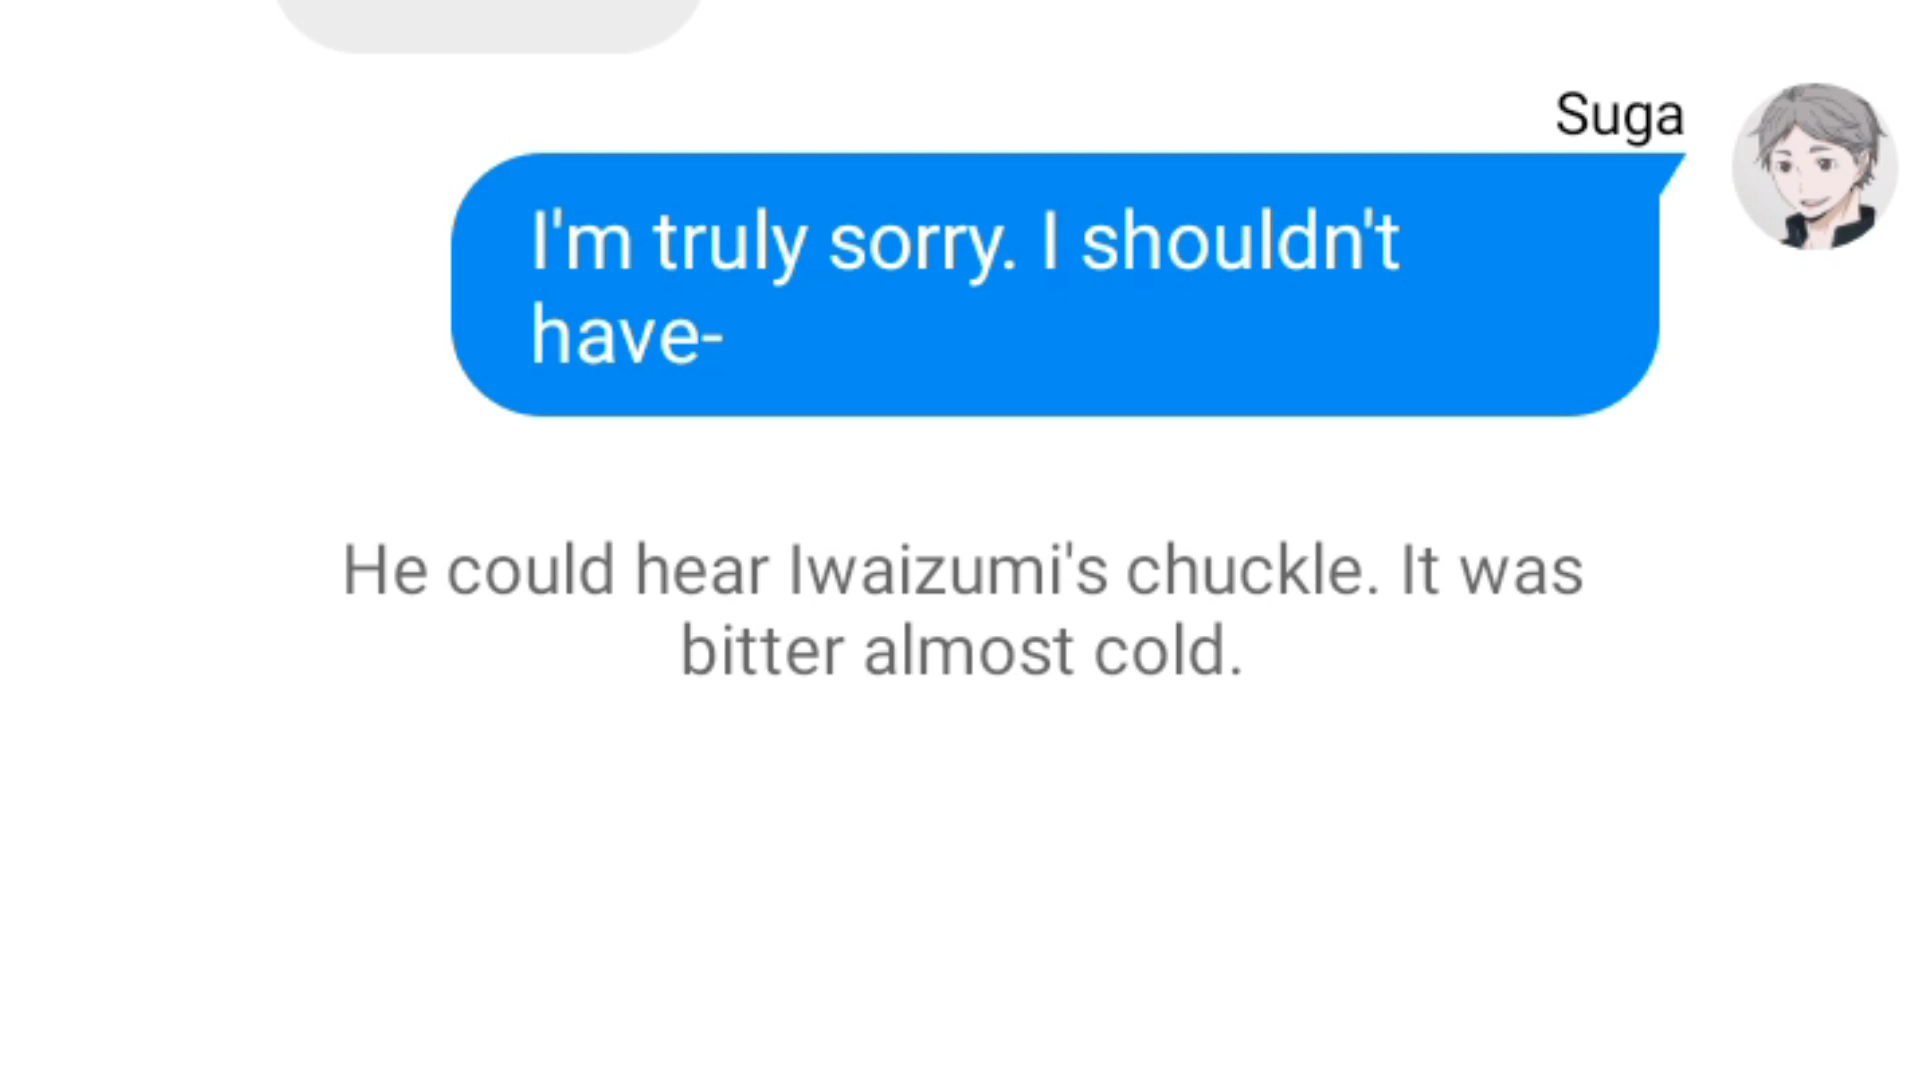 Suga
I'm truly sorry. I shouldn't
have-
He could hear Iwaizumi's chuckle. It was
bitter almost cold.